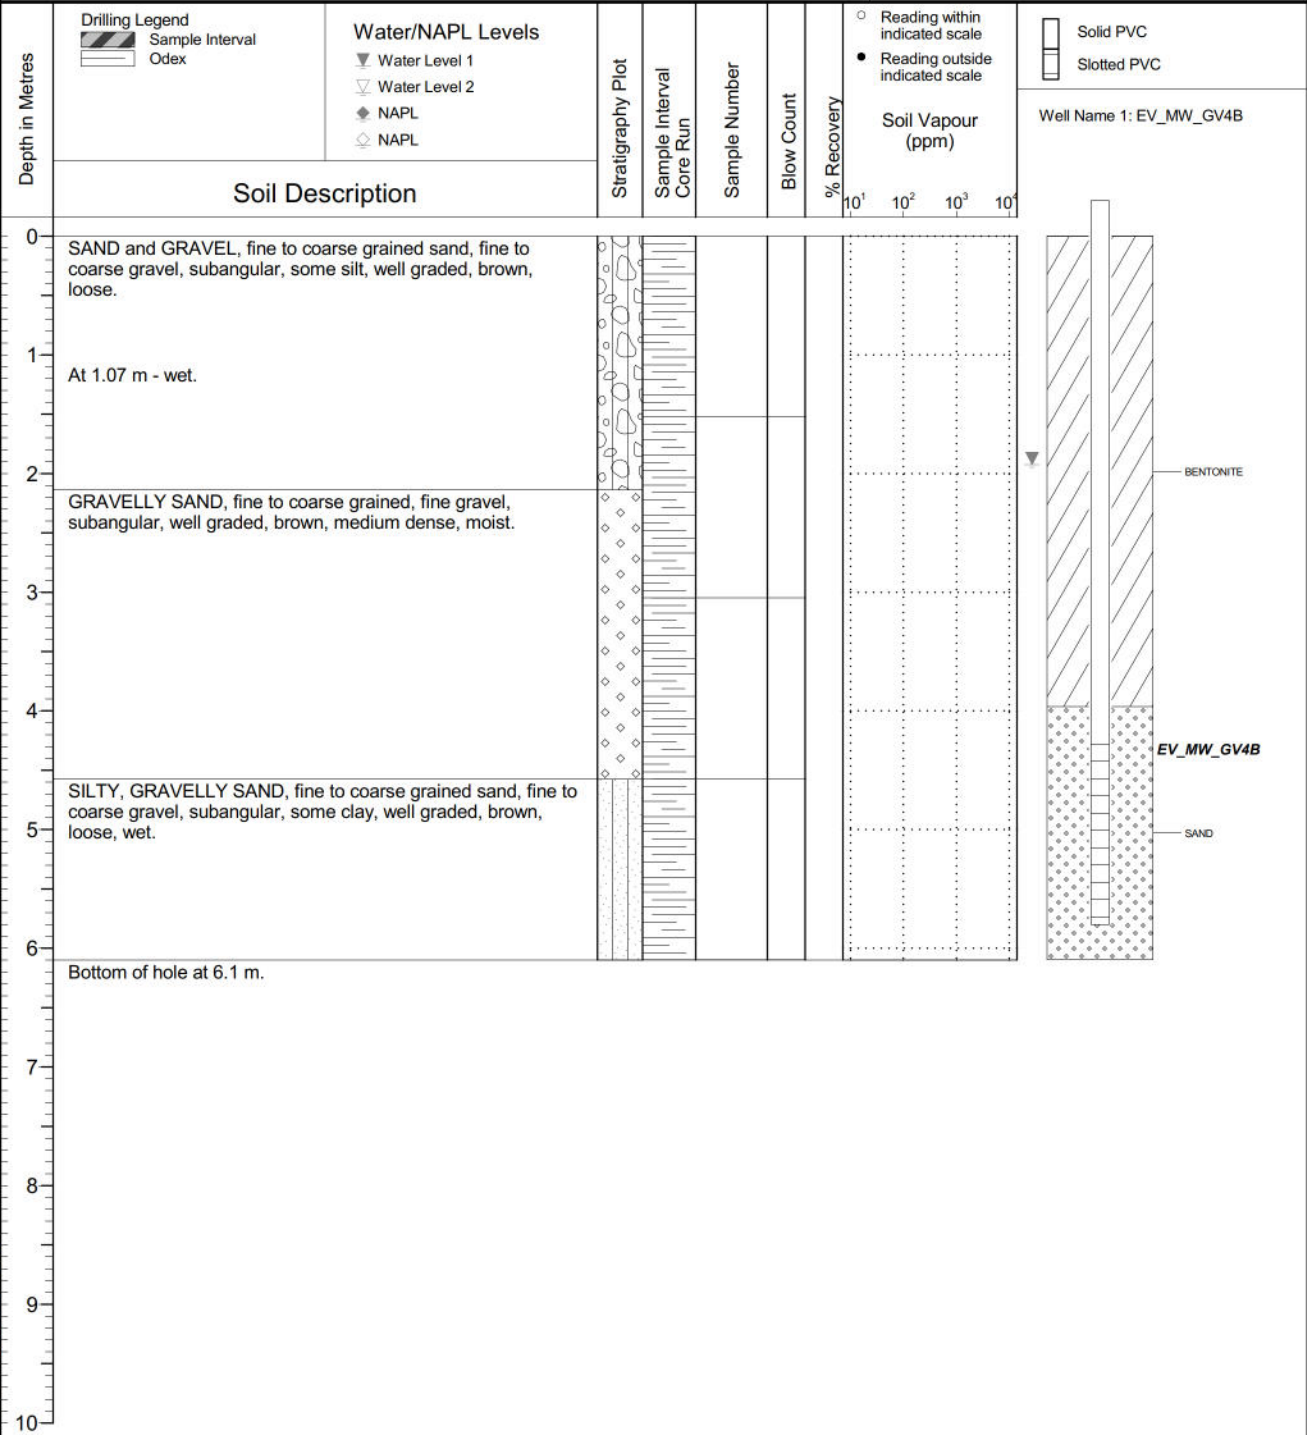 Depth in Metres
Drilling Legend
Sample Interval
Odex
Water/NAPL Levels
Water Level 1
Water Level 2
NAPL
NAPL
Soil Description
Stratigraphy Plot
Sample Interval
Core Run
Sample Number
Blow Count
% Recovery
Reading within
indicated scale
Reading outside
indicated scale
Soil Vapour
(ppm)
10¹ 10² 10³ 10⁴
Solid PVC
Slotted PVC
Well Name 1: EV_MW_GV4B
0
SAND and GRAVEL, fine to coarse grained sand, fine to
coarse gravel, subangular, some silt, well graded, brown,
loose.
1
At 1.07 m - wet.
2
BENTONITE
GRAVELLY SAND, fine to coarse grained, fine gravel,
subangular, well graded, brown, medium dense, moist.
3
4
EV_MW_GV4B
SILTY, GRAVELLY SAND, fine to coarse grained sand, fine to
coarse gravel, subangular, some clay, well graded, brown,
loose, wet.
5
SAND
6
Bottom of hole at 6.1 m.
7
8
9
10